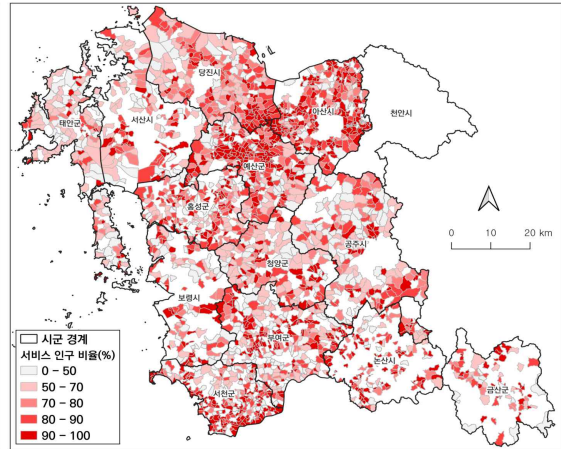 당진시
아산시
천안시
태안군
서산시
예산군
홍성군
공주시
청양군
0 10 20 km
보령시
부여군
논산시
서천군
금산군
시군 경계
서비스 인구 비율(%)
0 - 50
50 - 70
70 - 80
80 - 90
90 - 100